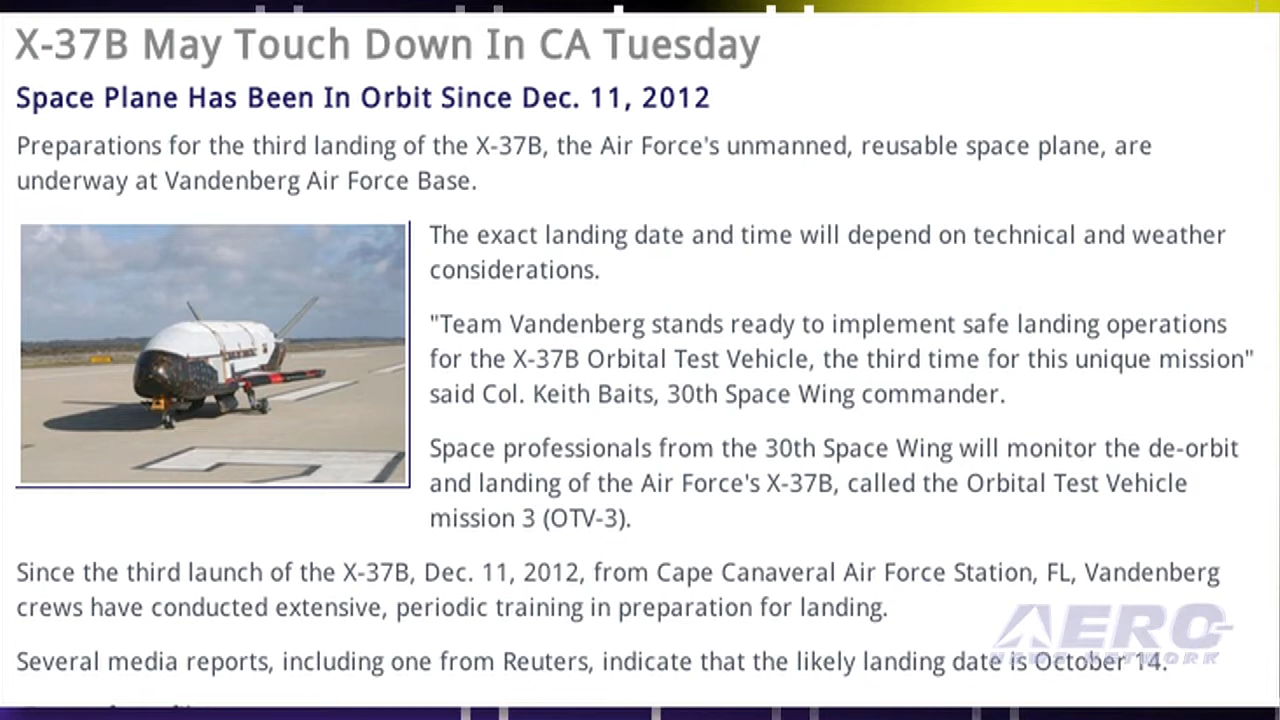 X-37B May Touch Down In CA Tuesday
Space Plane Has Been In Orbit Since Dec. 11, 2012
Preparations for the third landing of the X-37B, the Air Force's unmanned, reusable space plane, are
underway at Vandenberg Air Force Base.
The exact landing date and time will depend on technical and weather
considerations.
"Team Vandenberg stands ready to implement safe landing operations
for the X-37B Orbital Test Vehicle, the third time for this unique mission"
said Col. Keith Baits, 30th Space Wing commander.
Space professionals from the 30th Space Wing will monitor the de-orbit
and landing of the Air Force's X-37B, called the Orbital Test Vehicle
mission 3 (OTV-3).
Since the third launch of the X-37B, Dec. 11, 2012, from Cape Canaveral Air Force Station, FL, Vandenberg
crews have conducted extensive, periodic training in preparation for landing.
Several media reports, including one from Reuters, indicate that the likely landing date is October 14.
AERO
NEWS NETWORK